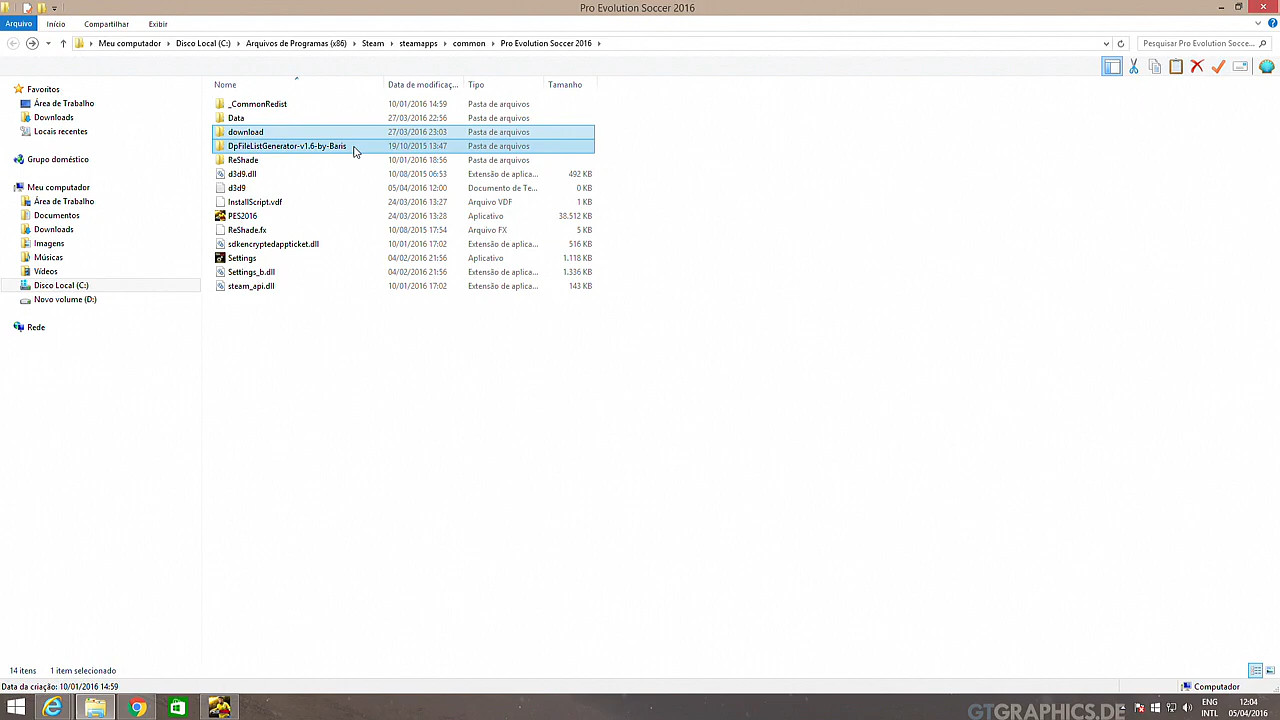 Pro Evolution Soccer 2016
Arquivo Início Compartilhar Exibir
Meu computador Disco Local (C:) Arquivos de Programas (x86) Steam steamapps common Pro Evolution Soccer 2016
Pesquisar Pro Evolution Socce...
Nome Data de modificaç... Tipo Tamanho
_CommonRedist 10/01/2016 14:59 Pasta de arquivos
Data 27/03/2016 22:56 Pasta de arquivos
download 27/03/2016 23:03 Pasta de arquivos
DpFileListGenerator-v1.6-by-Baris 19/10/2015 13:47 Pasta de arquivos
ReShade 10/01/2016 18:56 Pasta de arquivos
d3d9.dll 10/08/2015 06:53 Extensão de aplica... 492 KB
d3d9 05/04/2016 12:00 Documento de Te... 0 KB
InstallScript.vdf 24/03/2016 13:27 Arquivo VDF 1 KB
PES2016 24/03/2016 13:28 Aplicativo 38.512 KB
ReShade.fx 10/08/2015 17:54 Arquivo FX 5 KB
sdkencryptedappticket.dll 10/01/2016 17:02 Extensão de aplica... 516 KB
Settings 04/02/2016 21:56 Aplicativo 1.118 KB
Settings_b.dll 04/02/2016 21:56 Extensão de aplica... 1.336 KB
steam_api.dll 10/01/2016 17:02 Extensão de aplica... 143 KB
Favoritos
Área de Trabalho
Downloads
Locais recentes
Grupo doméstico
Meu computador
Área de Trabalho
Documentos
Downloads
Imagens
Músicas
Vídeos
Disco Local (C:)
Novo volume (D:)
Rede
14 itens 1 item selecionado
Data da criação: 10/01/2016 14:59
Computador
GTGRAPHICS.DE
ENG
INTL
12:04
05/04/2016